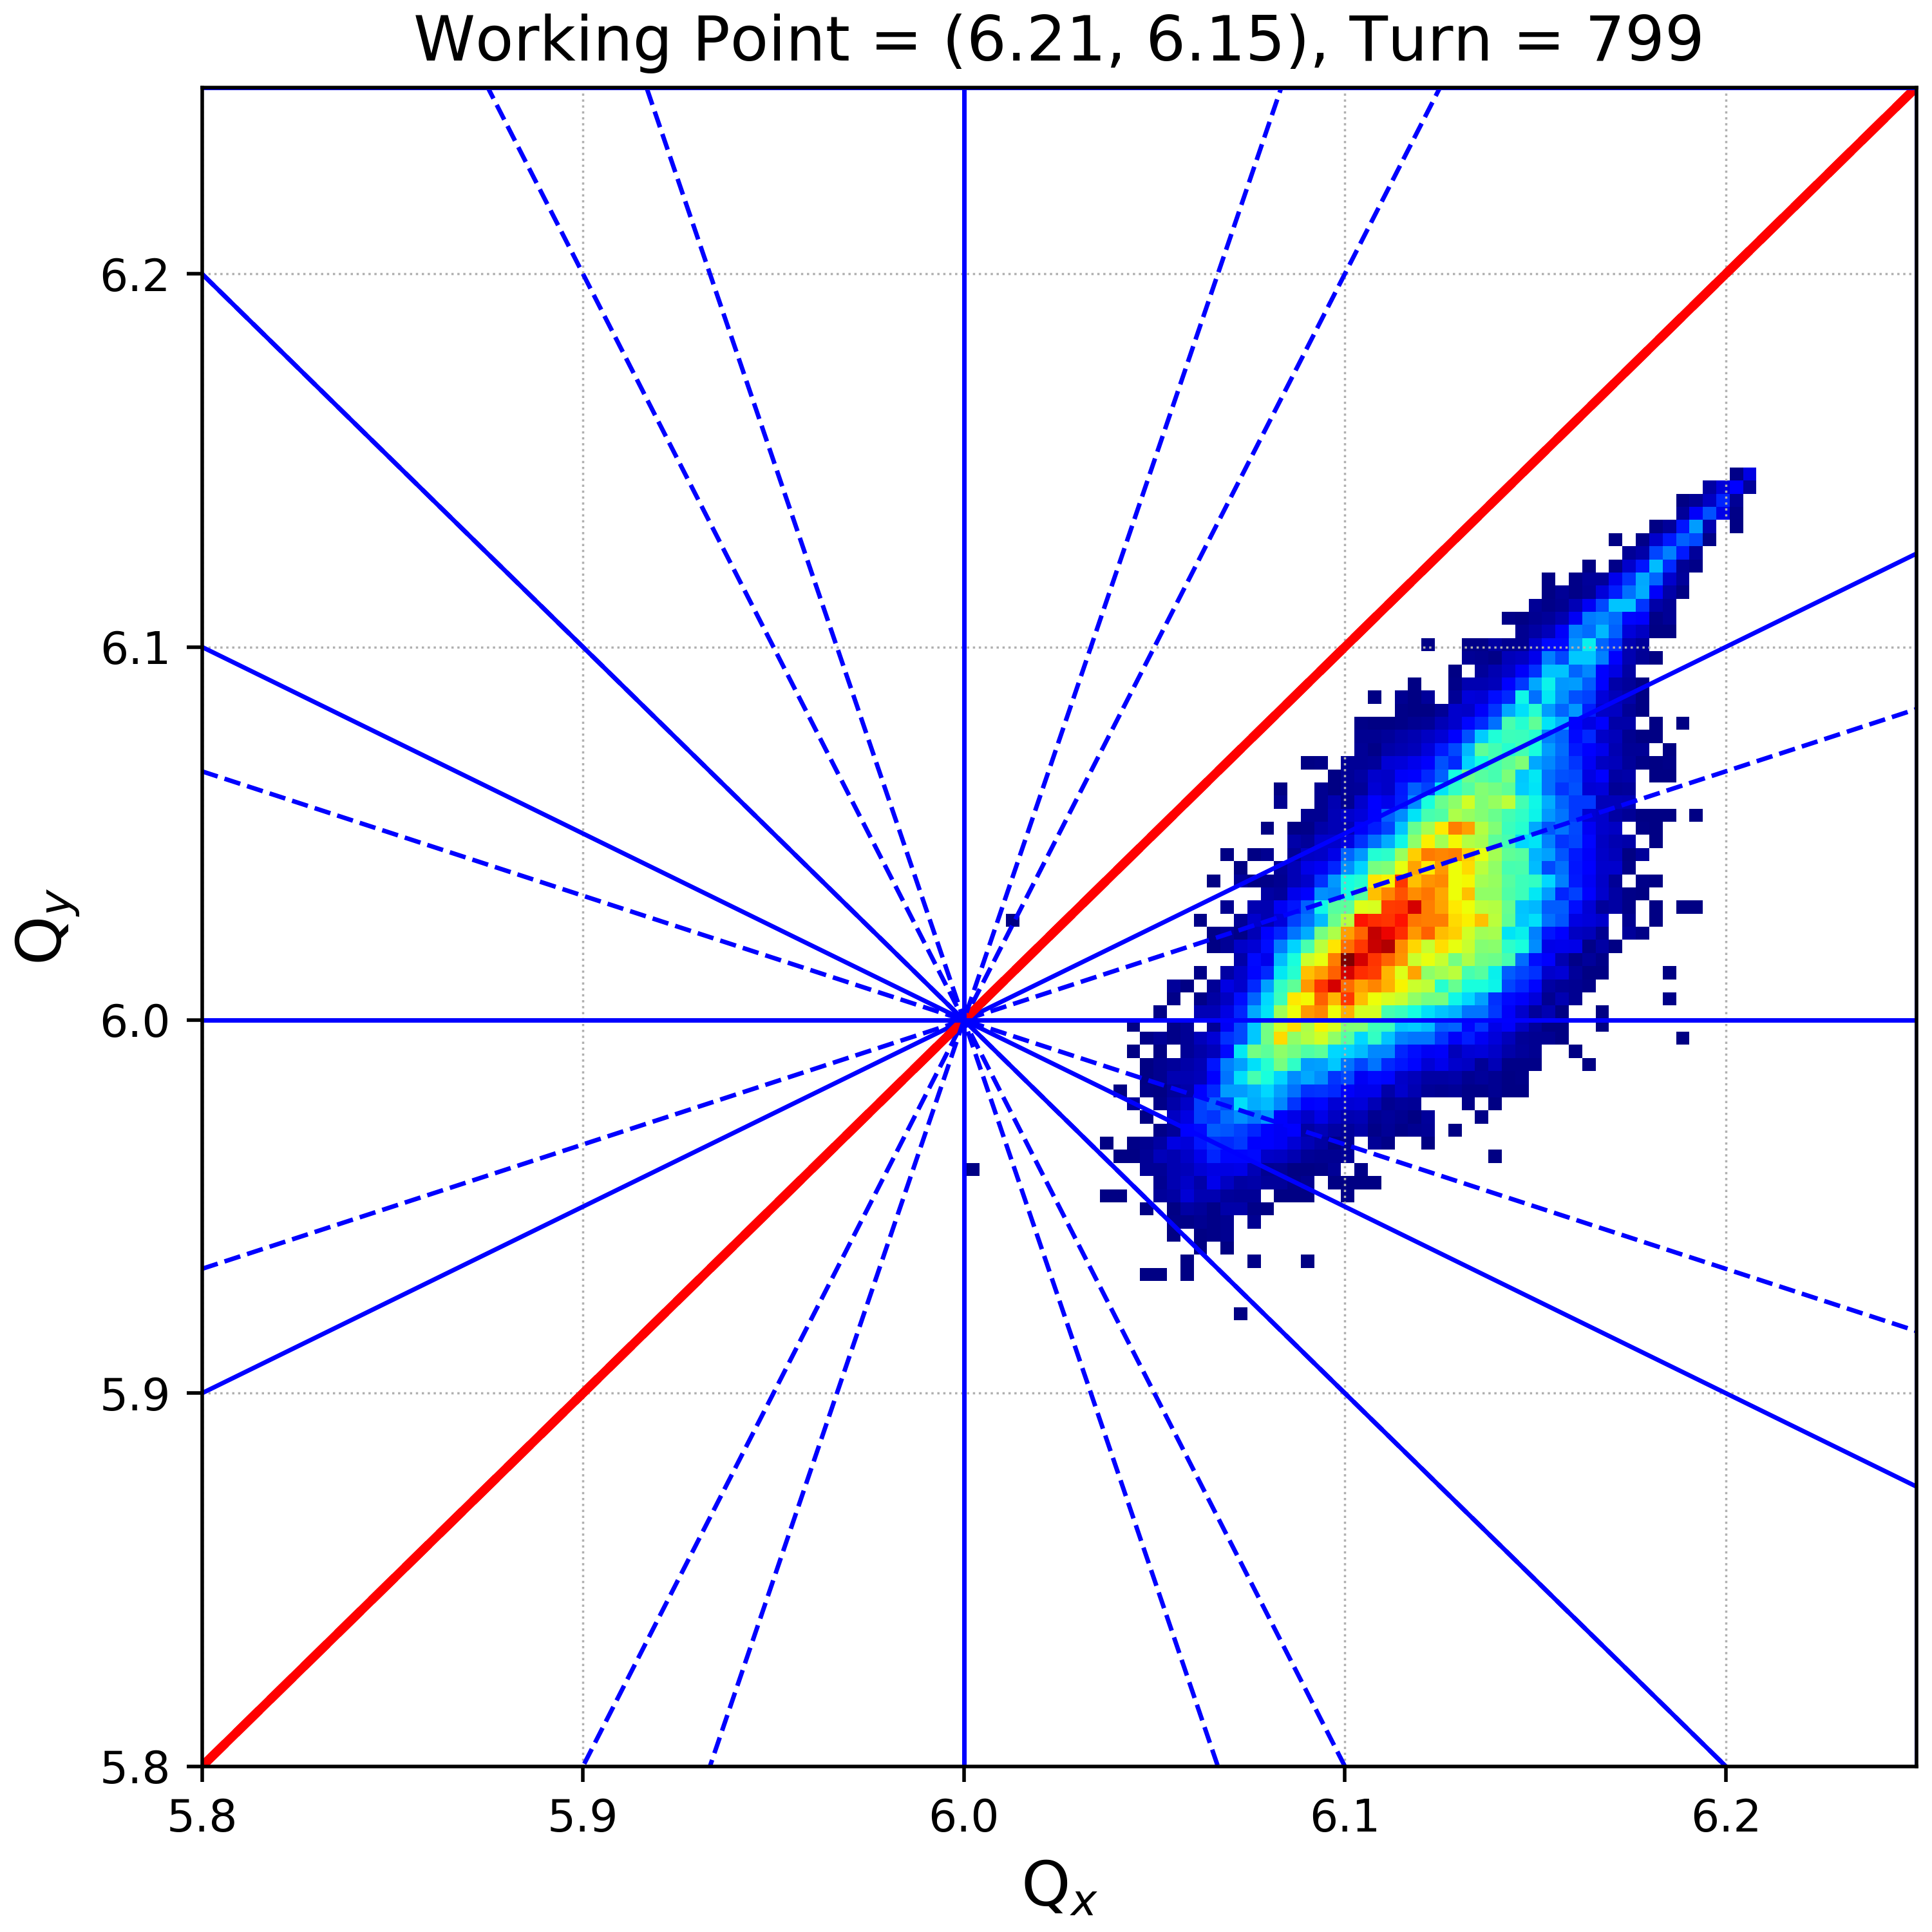 Working Point = (6.21, 6.15), Turn = 799
6.2
6.1
6.0
5.9
5.8
Qy
5.8 5.9 6.0 6.1 6.2
Qx